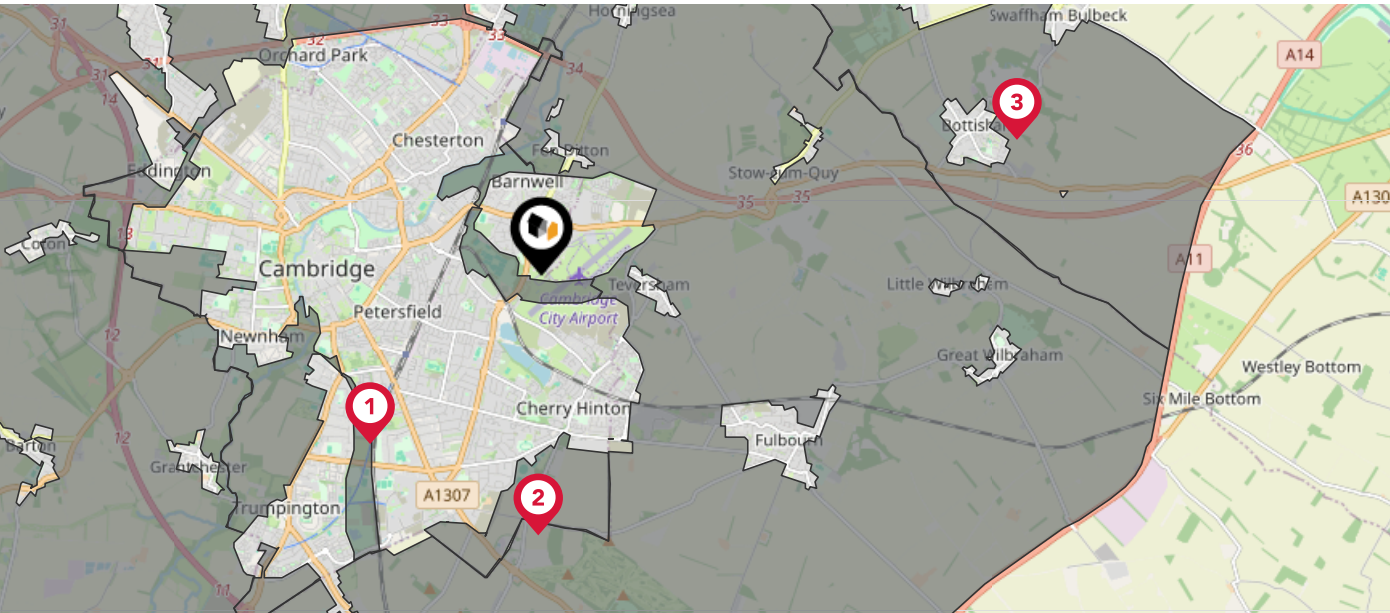 Horningsea
Swaffham Bulbeck
31
33
32
33
Orchard Park
31
31
34
A14
14
3
Chesterton
Bottisham
Fen Ditton
36
Eddington
Barnwell
Stow-cum-Quy
35
35
A130
13
Coton
A11
Cambridge
Teversham
Little Wilbraham
Cambridge
City Airport
Petersfield
12
Newnham
Great Wilbraham
Westley Bottom
1
Cherry Hinton
Six Mile Bottom
12
Barton
Fulbourn
Grantchester
A1307
2
Trumpington
11